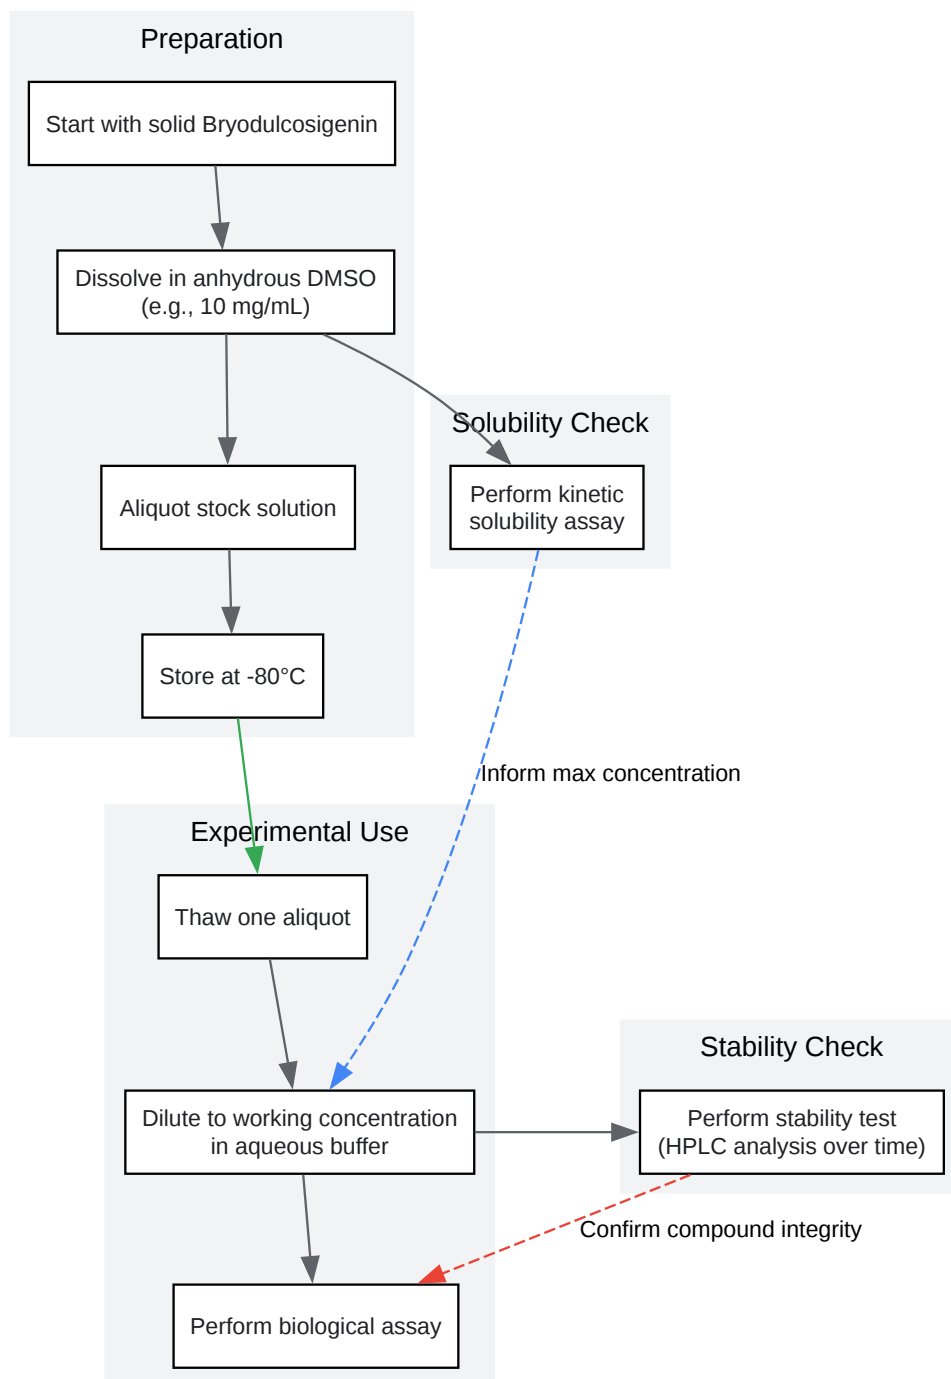 Preparation
Start with solid Bryodulcosigenin
Dissolve in anhydrous DMSO
(e.g., 10 mg/mL)
Solubility Check
Aliquot stock solution
Perform kinetic
solubility assay
Store at -80°C
Inform max concentration
Experimental Use
Thaw one aliquot
Stability Check
Dilute to working concentration
in aqueous buffer
Perform stability test
(HPLC analysis over time)
Confirm compound integrity
Perform biological assay